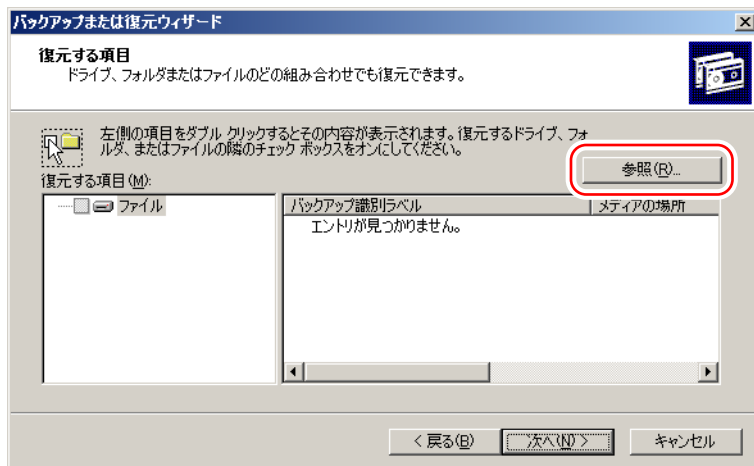 バックアップまたは復元ウィザード
復元する項目
ドライブ、フォルダまたはファイルのどの組み合わせでも復元できます。
左側の項目をダブル クリックするとその内容が表示されます。復元するドライブ、フォ
ルダ、またはファイルの隣のチェック ボックスをオンにしてください。
参照(R)...
復元する項目(M):
ファイル
バックアップ識別ラベル
メディアの場所
エントリが見つかりません。
< 戻る(B)
次へ(N) >
キャンセル